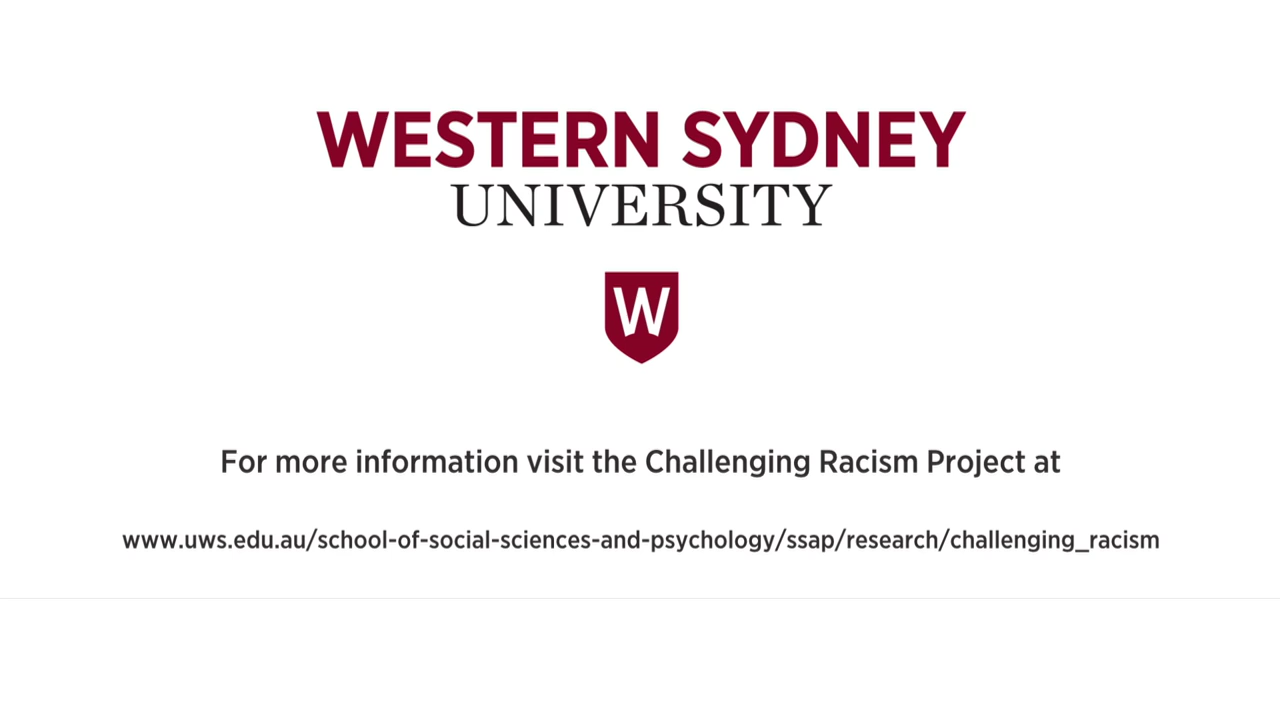 WESTERN SYDNEY
UNIVERSITY
W
For more information visit the Challenging Racism Project at
www.uws.edu.au/school-of-social-sciences-and-psychology/ssap/research/challenging_racism